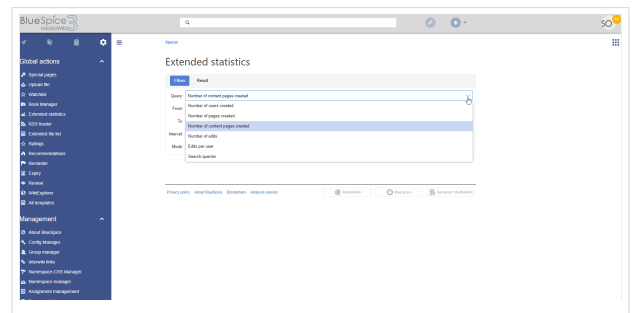 BlueSpice 3
MediaWiki
SO
Special
Global actions
Extended statistics
Special pages
Upload file
Watchlist
Book Manager
Extended statistics
RSS feeder
Extended file list
Ratings
Recommendations
Reminder
Expiry
Review
WikiExplorer
All templates
Filters
Result
Query:
Number of content pages created
From
Number of users created
To
Number of pages created
Number of content pages created
Interval
Number of edits
Mode
Edits per user
Search queries
Privacy policy
About BlueSpice
Disclaimers
MediaWiki
BlueSpice
Semantic MediaWiki
Management
About BlueSpice
Config Manager
Group manager
Interwiki links
Namespace-CSS Manager
Namespace manager
Assignment management